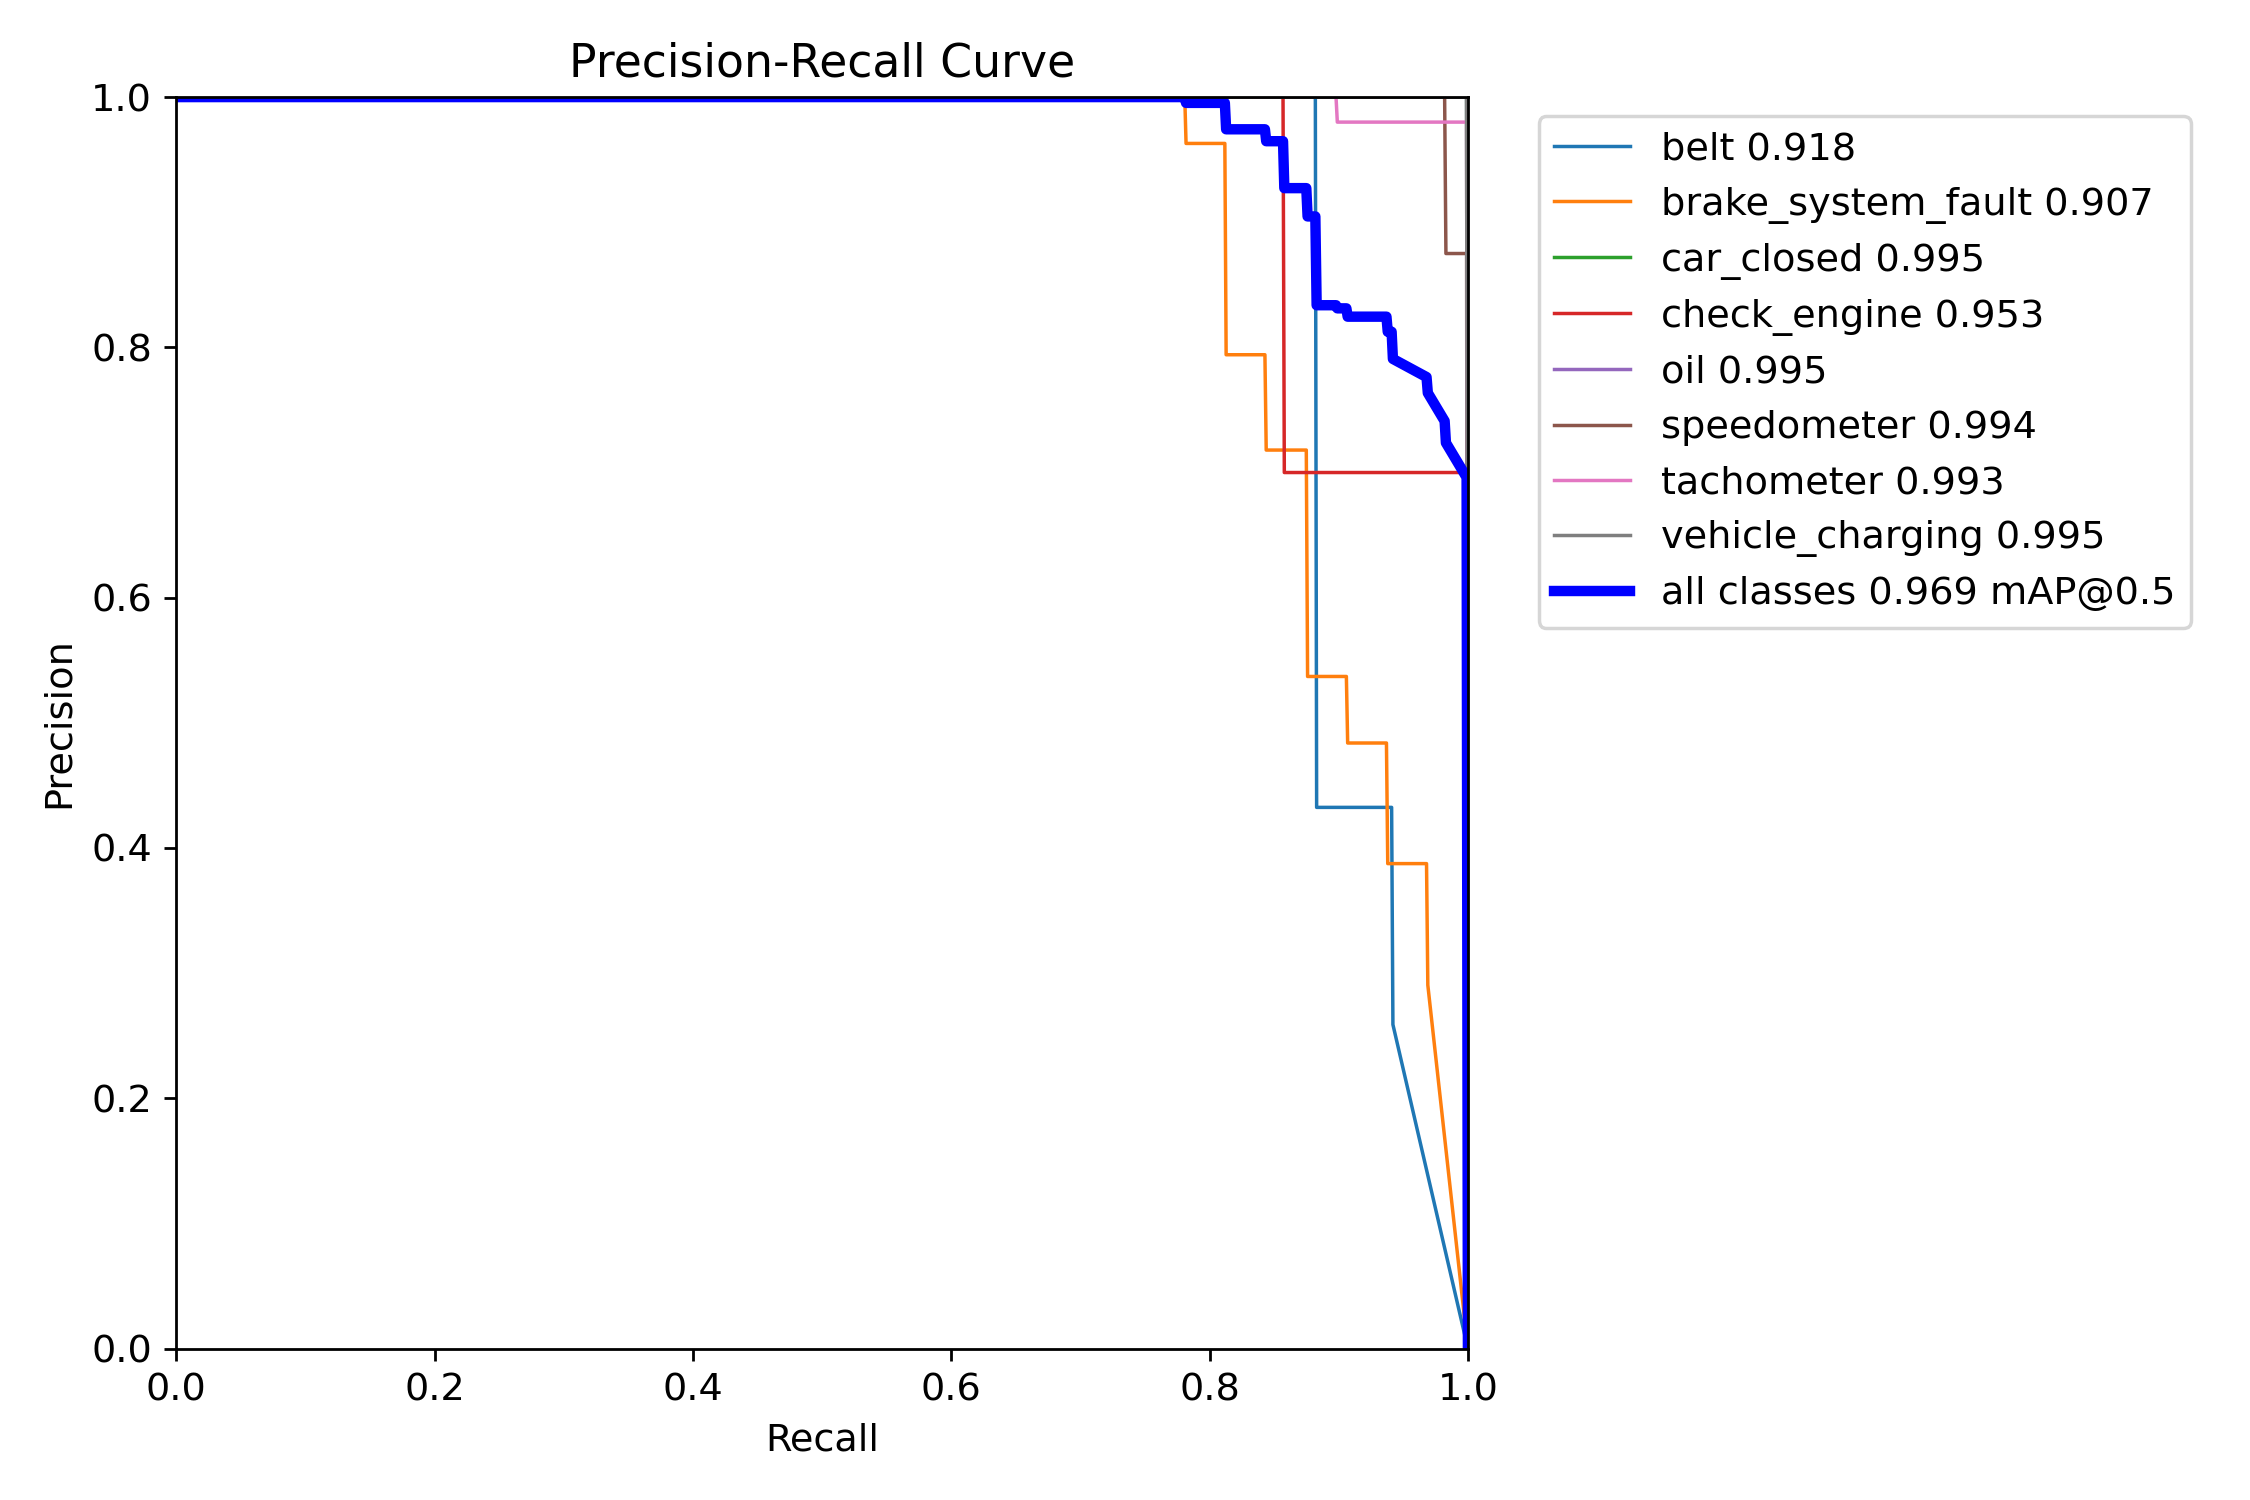 Precision-Recall Curve
1.0
0.8
0.6
0.4
0.2
0.0
Precision
0.0 0.2 0.4 0.6 0.8 1.0
Recall
belt 0.918
brake_system_fault 0.907
car_closed 0.995
check_engine 0.953
oil 0.995
speedometer 0.994
tachometer 0.993
vehicle_charging 0.995
all classes 0.969 mAP@0.5